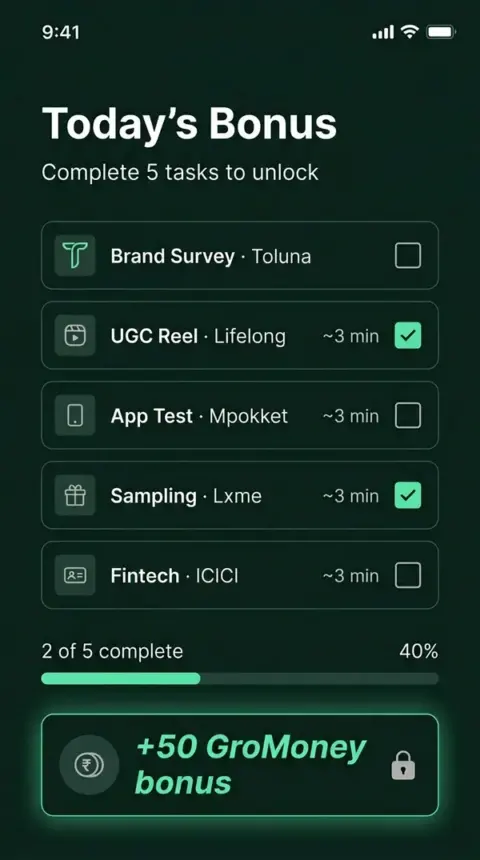 9:41
Today’s Bonus
Complete 5 tasks to unlock
Brand Survey · Toluna
UGC Reel · Lifelong ~3 min
App Test · Mpokket ~3 min
Sampling · Lxme ~3 min
Fintech · ICICI ~3 min
2 of 5 complete 40%
₹
+50 GroMoney
bonus